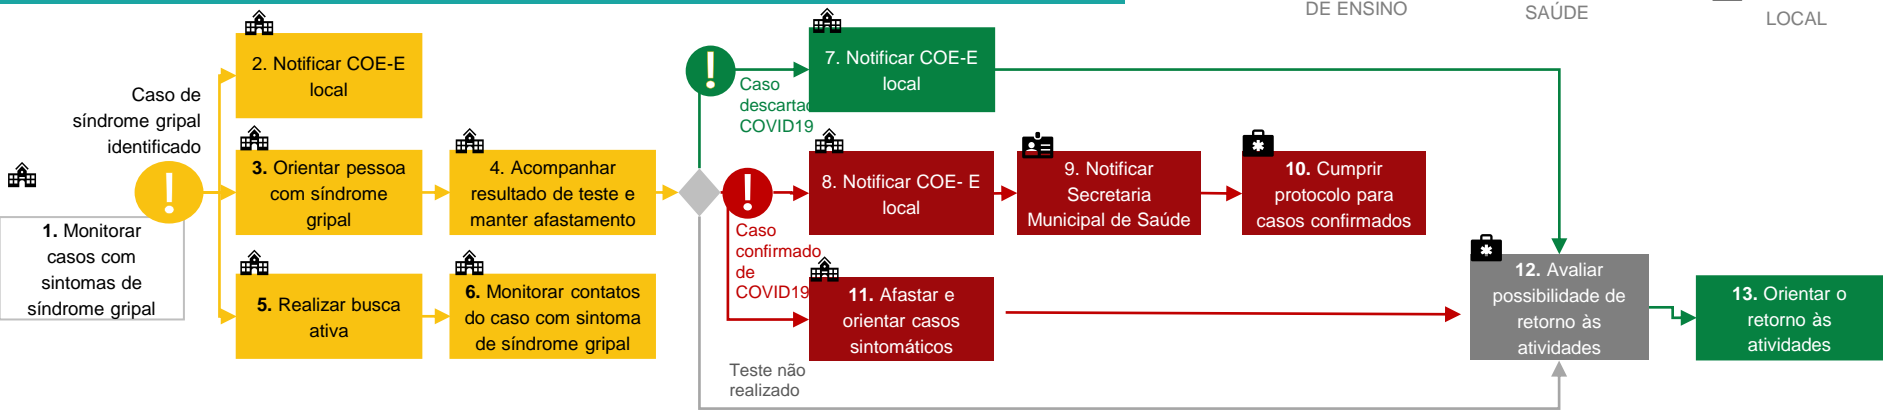 DE ENSINO
SAÚDE
LOCAL
Caso de
síndrome gripal
identificado
1. Monitorar
casos com
sintomas de
síndrome gripal
2. Notificar COE-E
local
3. Orientar pessoa
com síndrome
gripal
4. Acompanhar
resultado de teste e
manter afastamento
5. Realizar busca
ativa
6. Monitorar contatos
do caso com sintoma
de síndrome gripal
Caso
descartad
COVID19
7. Notificar COE-E
local
Caso
confirmado
de
COVID19
8. Notificar COE- E
local
9. Notificar
Secretaria
Municipal de Saúde
10. Cumprir
protocolo para
casos confirmados
11. Afastar e
orientar casos
sintomáticos
Teste não
realizado
12. Avaliar
possibilidade de
retorno às
atividades
13. Orientar o
retorno às
atividades